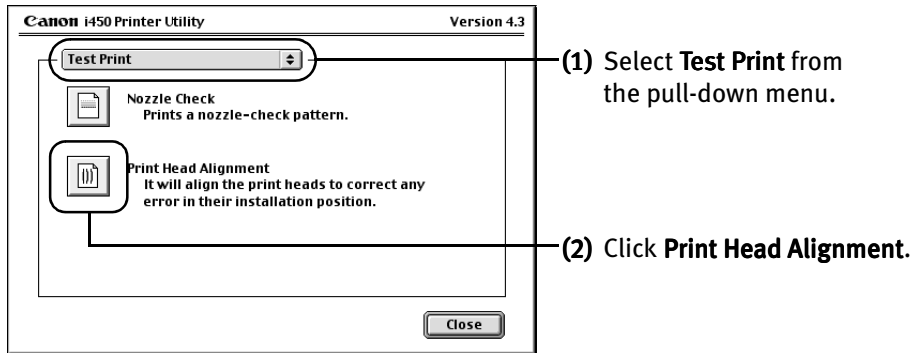 Canon i450 Printer Utility Version 4.3
Test Print
(1) Select Test Print from
the pull-down menu.
Nozzle Check
Prints a nozzle-check pattern.
Print Head Alignment
It will align the print heads to correct any
error in their installation position.
(2) Click Print Head Alignment.
Close